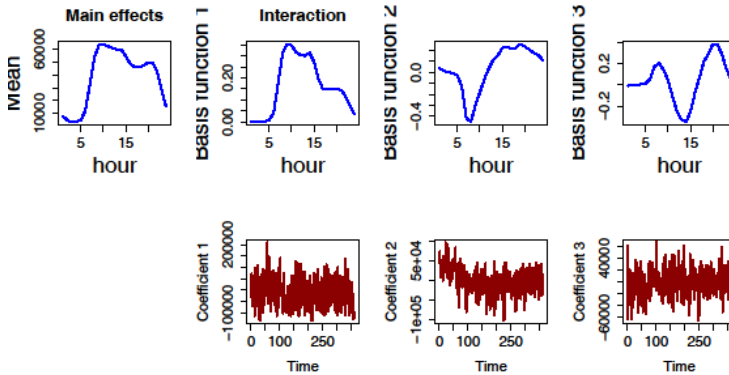 Main effects
Interaction
Mean
10000 60000
5 15
hour
Basis function 1
0.00 0.20
5 15
hour
Basis function 2
−0.4 0.0
5 15
hour
Basis function 3
−0.2 0.2
5 15
hour
Coefficient 1
−100000 200000
0 100 250
Time
Coefficient 2
−1e+05 5e+04
0 100 250
Time
Coefficient 3
−60000 40000
0 100 250
Time